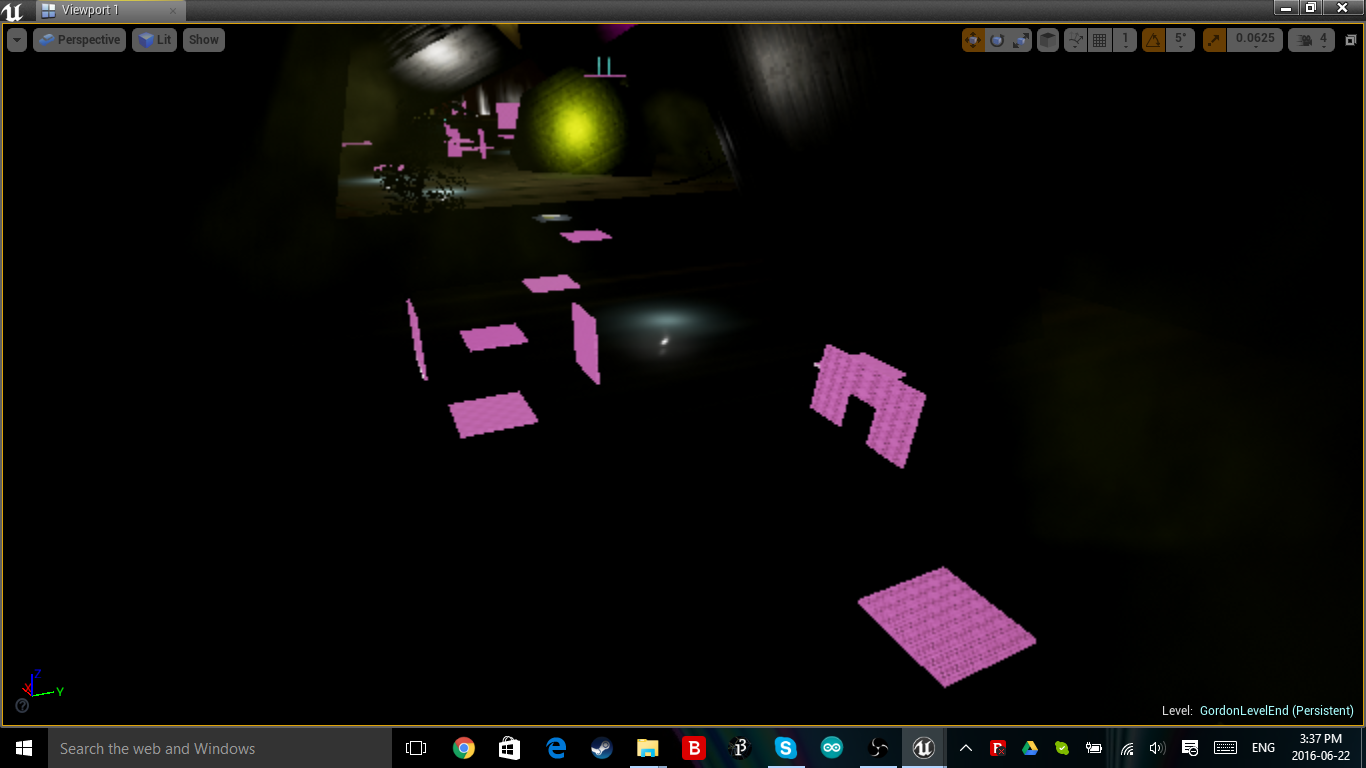 Viewport 1
Perspective Lit Show 1 5° 0.0625 4
Z
X Y
Level: GordonLevelEnd (Persistent)
Search the web and Windows
B i3 S ENG
3:37 PM
2016-06-22